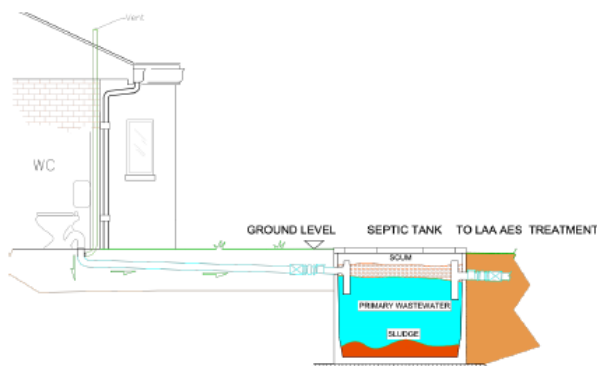 Vent
WC
GROUND LEVEL
SEPTIC TANK
TO LAA AES TREATMENT
SCUM
PRIMARY WASTEWATER
SLUDGE